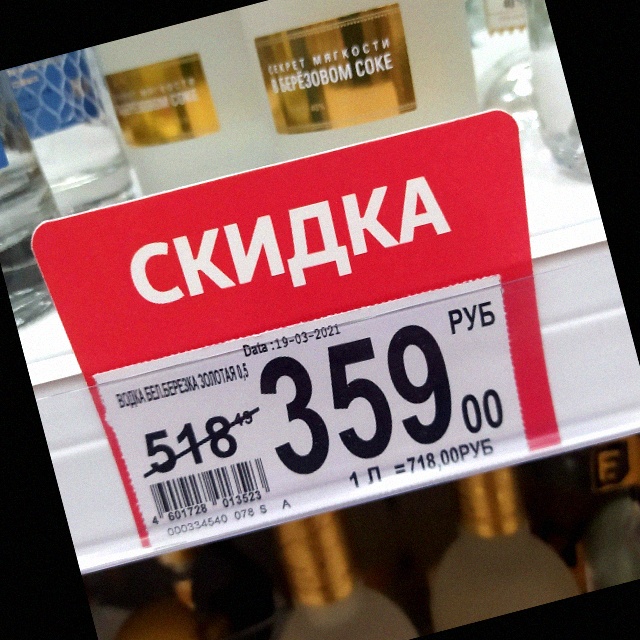 СЕКРЕТ МЯГКОСТИ
В БЕРЁЗОВОМ СОКЕ
СКИДКА
Data :19-03-2021
ВОДКА БЕЛ.БЕРЕЗКА ЗОЛОТАЯ 0,5
РУБ
518 49
359 00
1 Л =718,00РУБ
4 601728 013523
000334540 078 S A